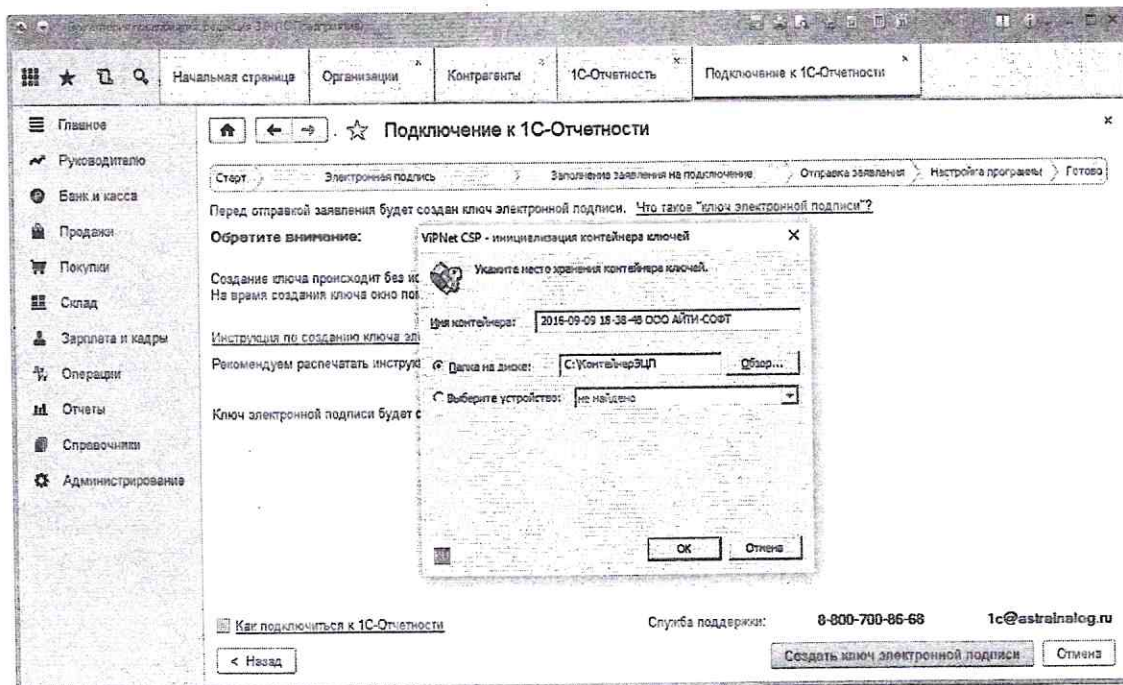 Начальная страница
Организации
Контрагенты
1С-Отчетность
Подключение к 1С-Отчетности
Главное
Руководителю
Банк и касса
Продажи
Покупки
Склад
Зарплата и кадры
Операции
Отчеты
Справочники
Администрирование
Подключение к 1С-Отчетности
Старт
Электронная подпись
Заполнение заявления на подключение
Отправка заявления
Настройка программы
Готово
Перед отправкой заявления будет создан ключ электронной подписи. Что такое "ключ электронной подписи"?
Обратите внимание:
Создание ключа происходит без ис
На время создания ключа окно пом
Инструкция по созданию ключа эл
Рекомендуем распечатать инструк
Ключ электронной подписи будет с
ViPNet CSP - инициализация контейнера ключей
Укажите место хранения контейнера ключей.
Имя контейнера: 2016-09-09 18-38-48 ООО АЙТИ-СОФТ
Папка на диске: C:\КонтейнерЭЦП Обзор...
Выберите устройство: не найдено
OK
Отмена
Как подключиться к 1С-Отчетности
Служба поддержки: 8-800-700-86-68 1c@astralnalog.ru
< Назад
Создать ключ электронной подписи
Отмена